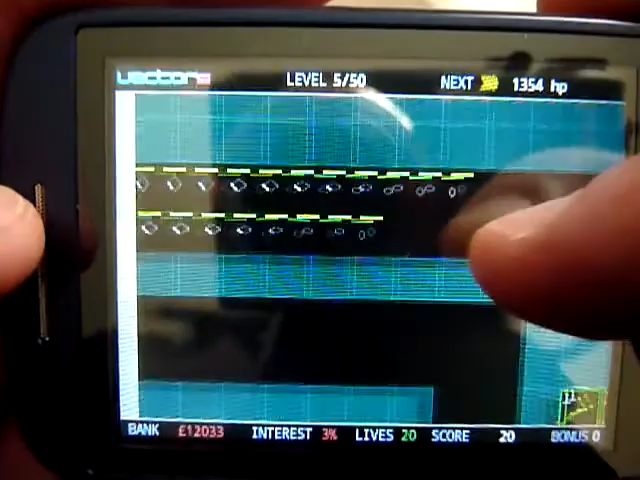 vectors LEVEL 5/50 NEXT 1354 hp
BANK £12033 INTEREST 3% LIVES 20 SCORE 20 BONUS 0